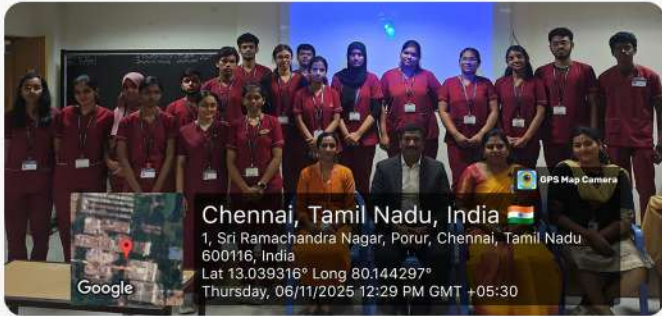 GPS Map Camera
Chennai, Tamil Nadu, India
1, Sri Ramachandra Nagar, Porur, Chennai, Tamil Nadu
600116, India
Lat 13.039316° Long 80.144297°
Google
Thursday, 06/11/2025 12:29 PM GMT +05:30